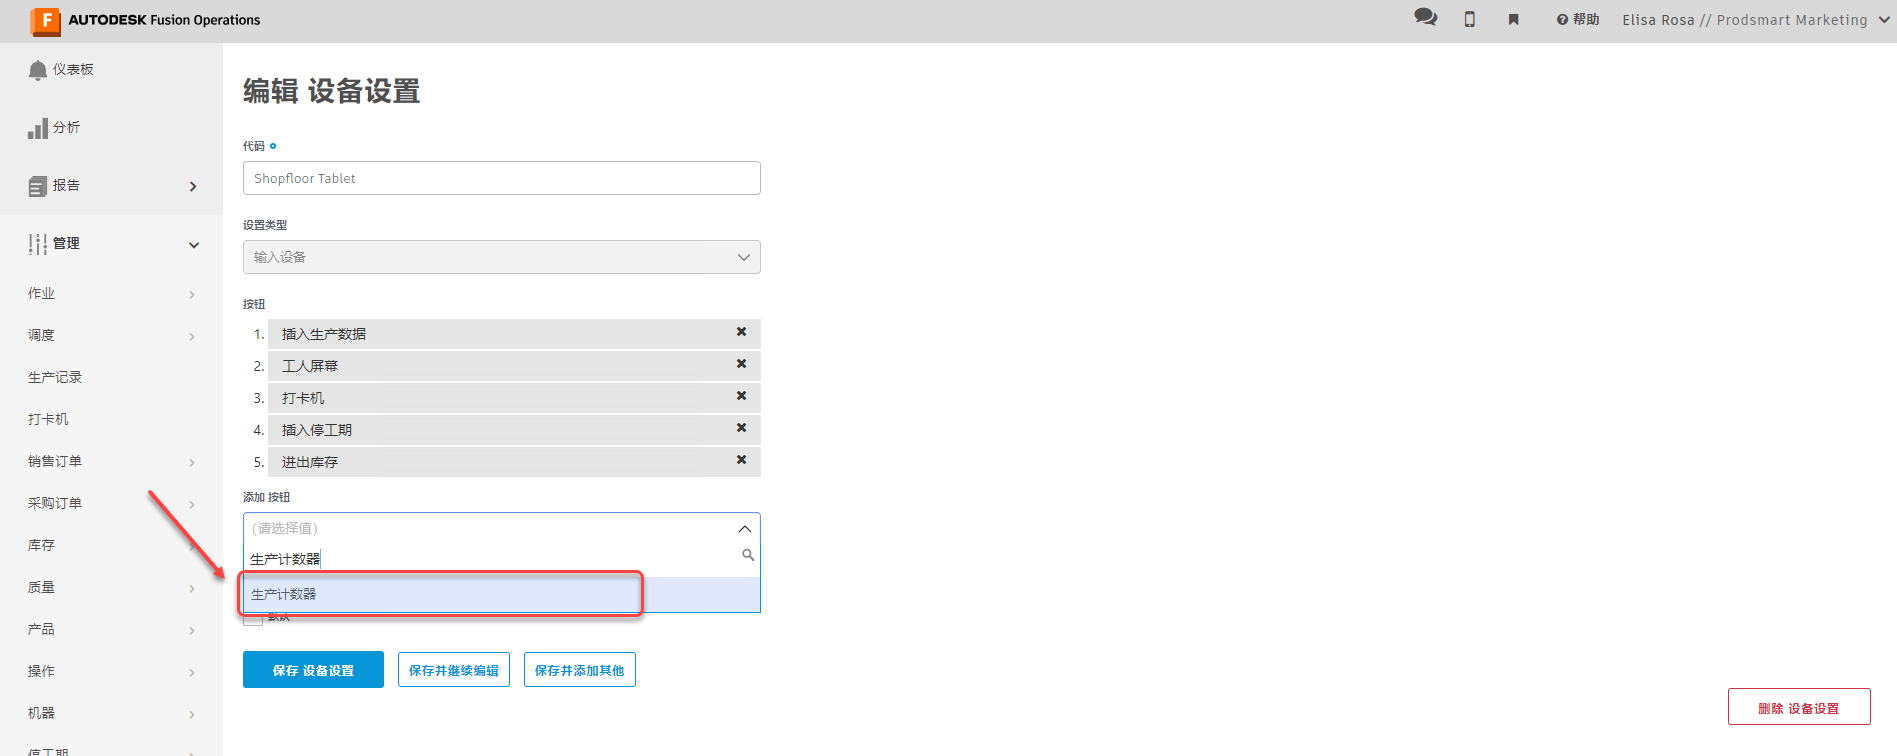 F AUTODESK Fusion Operations
帮助
Elisa Rosa // Prodsmart Marketing
仪表板
分析
报告
管理
作业
调度
生产记录
打卡机
销售订单
采购订单
库存
质量
产品
操作
机器
停工期
编辑 设备设置
代码
Shopfloor Tablet
设置类型
输入设备
按钮
1. 插入生产数据
2. 工人屏幕
3. 打卡机
4. 插入停工期
5. 进出库存
添加 按钮
(请选择值)
生产计数器
生产计数器
默认
保存 设备设置
保存并继续编辑
保存并添加其他
删除 设备设置